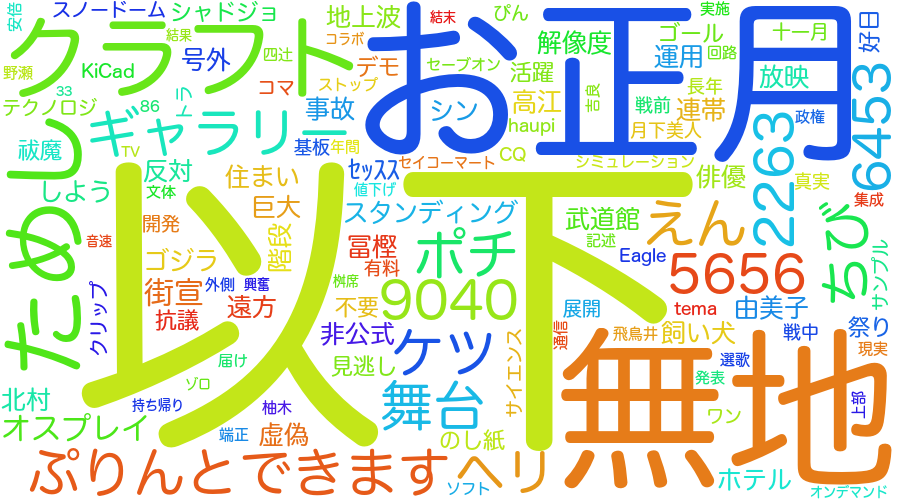 安倍
スノードーム
シャドジョ
地上波
結末
ぴん
実施
クラフト
結果
四辻
コラボ
お正月
ゴール
十一月
好日
野瀬
KiCad
号外
デモ
セーブオン
解像度
運用
回路
33
コマ
ストップ
活躍
放映
テクノロジ
86
トラ
事故
シン
高江
吉良
長年
6453
ためし
ギャラリー
haupi
戦前
連帯
政権
2263
祓魔
TV
基板
年間
セッスス
セイコーマート
CQ
月下美人
シミュレーション
しよう
反対
住まい
値下げ
俳優
真実
文体
以下
集成
開発
巨大
スタンディング
武道館
えん
ちび
音速
ゴジラ
階段
冨樫
ポチ
記述
Eagle
サンプル
クリップ
街宣
外側
興奮
有料
桝席
5656
抗議
遠方
不要
9040
展開
tema
由美子
非公式
ケッツ
通信
飛鳥井
飼い犬
戦中
祭り
届け
見逃し
サイエンス
無地
選歌
現実
北村
ゾロ
舞台
発表
持ち帰り
柚木
ワン
上部
オスプレイ
端正
虚偽
のし紙
ぷりんとできます
ヘリ
ホテル
ソフト
オンデマンド